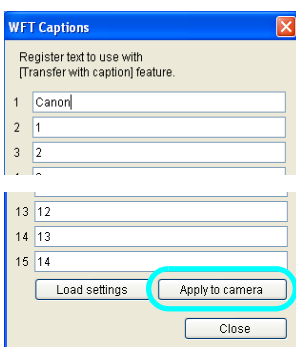 WFT Captions
Register text to use with
[Transfer with caption] feature.
1 Canon
2 1
3 2
13 12
14 13
15 14
Load settings
Apply to camera
Close